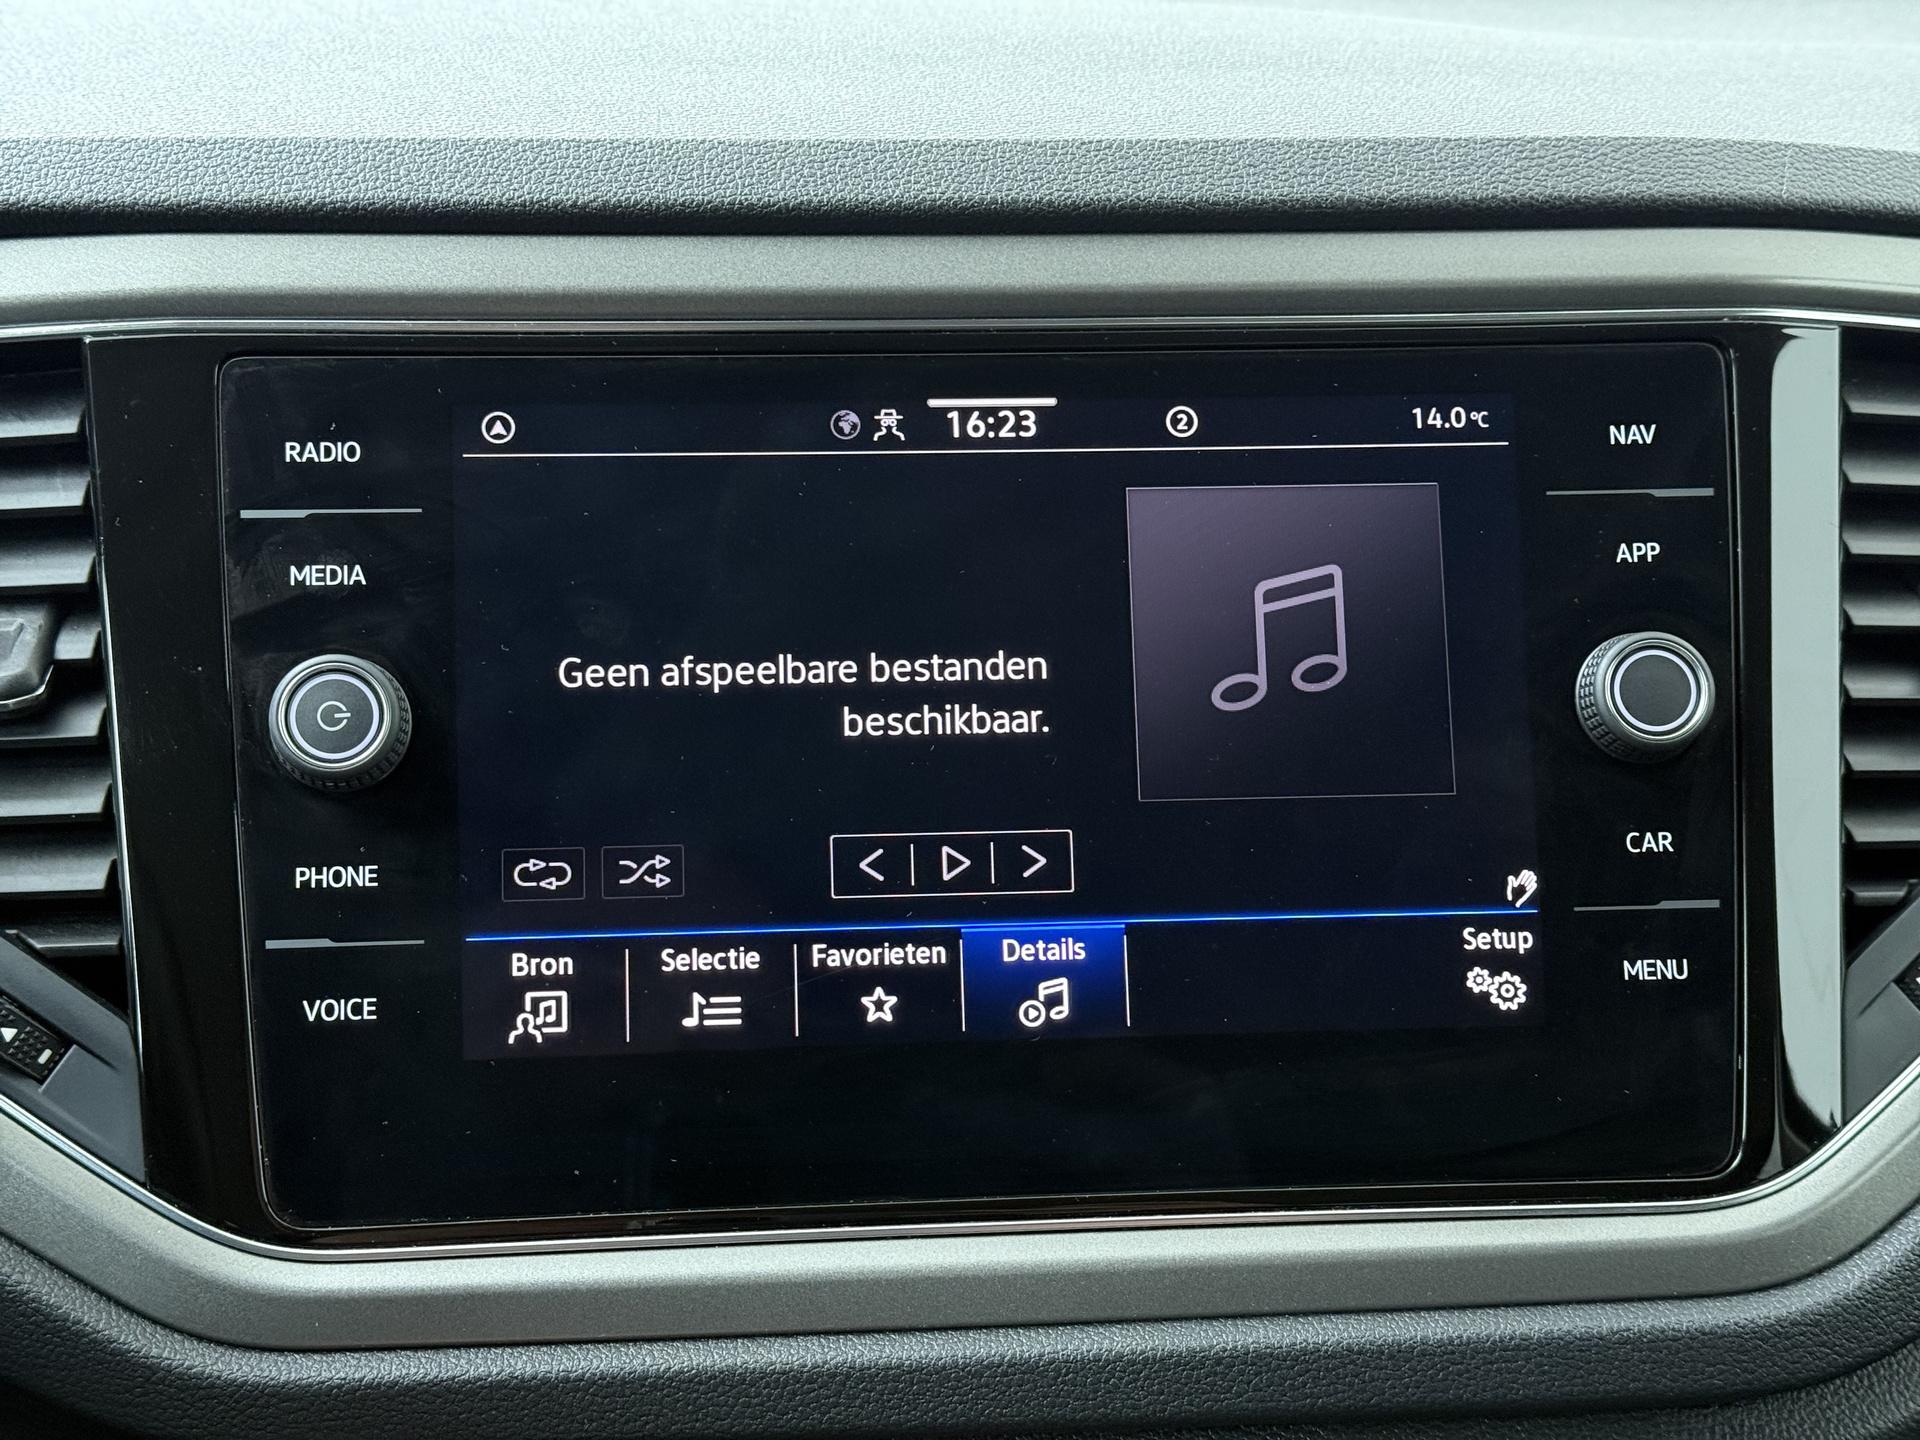 16:23
2
14.0°C
RADIO
MEDIA
PHONE
VOICE
Geen afspeelbare bestanden
beschikbaar.
Bron
Selectie
Favorieten
Details
Setup
NAV
APP
CAR
MENU